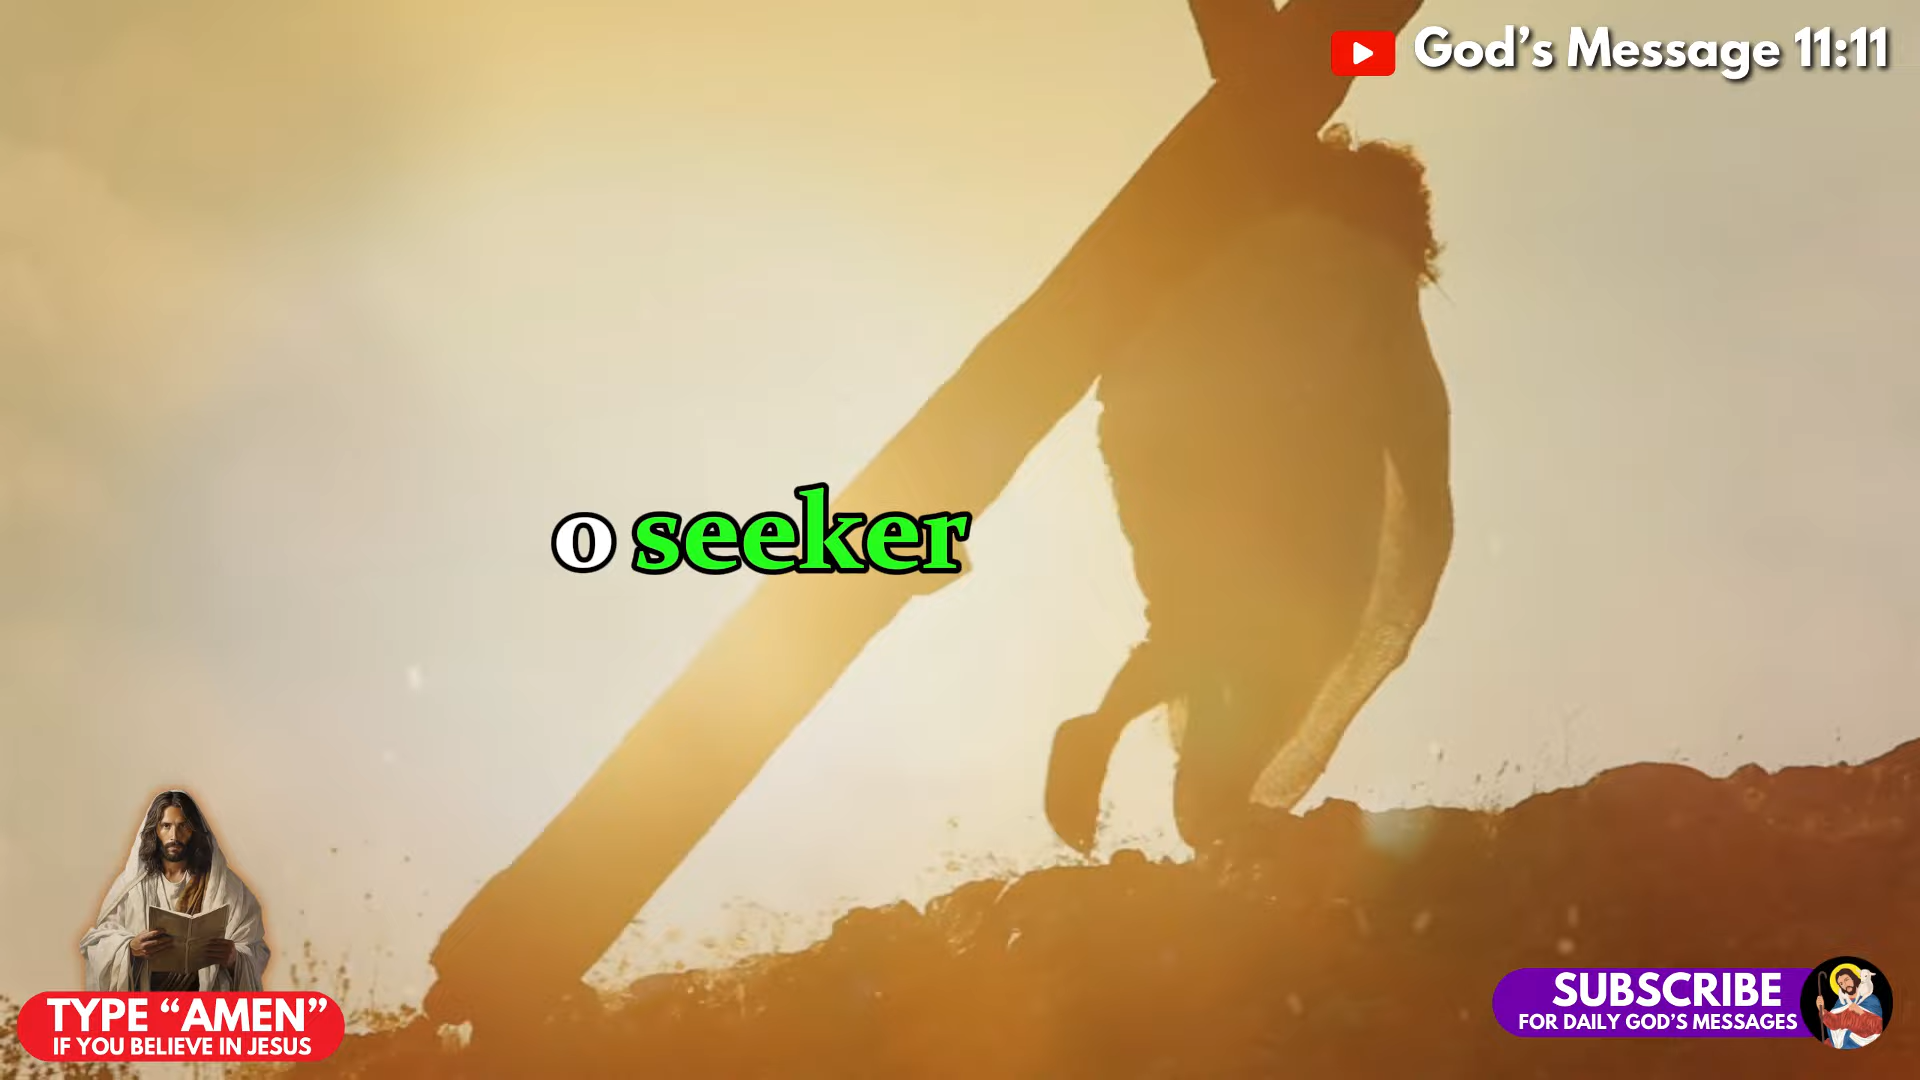 God's Message 11:11
o seeker
TYPE “AMEN”
IF YOU BELIEVE IN JESUS
SUBSCRIBE
FOR DAILY GOD'S MESSAGES